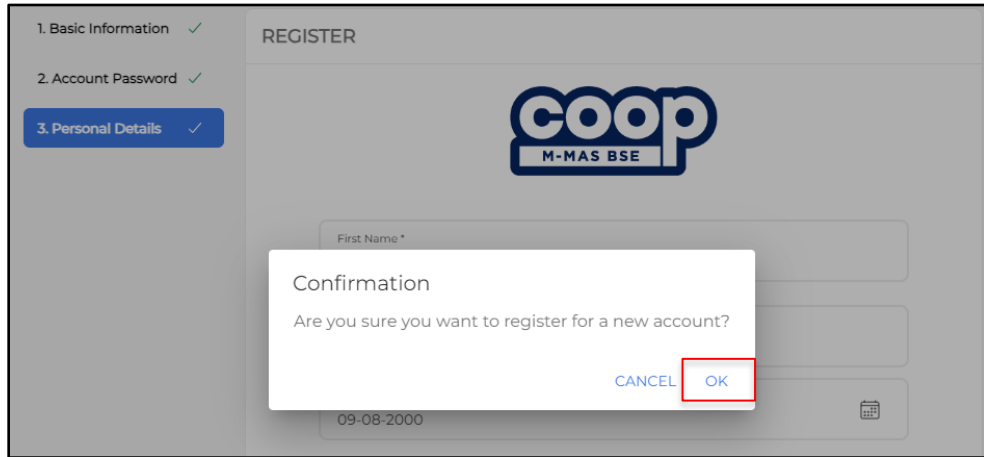 1. Basic Information
2. Account Password
3. Personal Details
REGISTER
coop
M-MAS BSE
First Name *
Confirmation
Are you sure you want to register for a new account?
CANCEL OK
09-08-2000